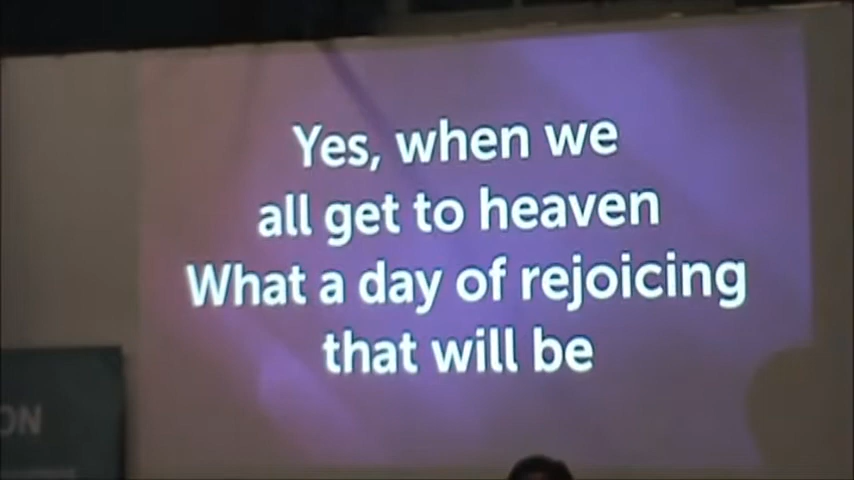 Yes, when we
all get to heaven
What a day of rejoicing
that will be
ON